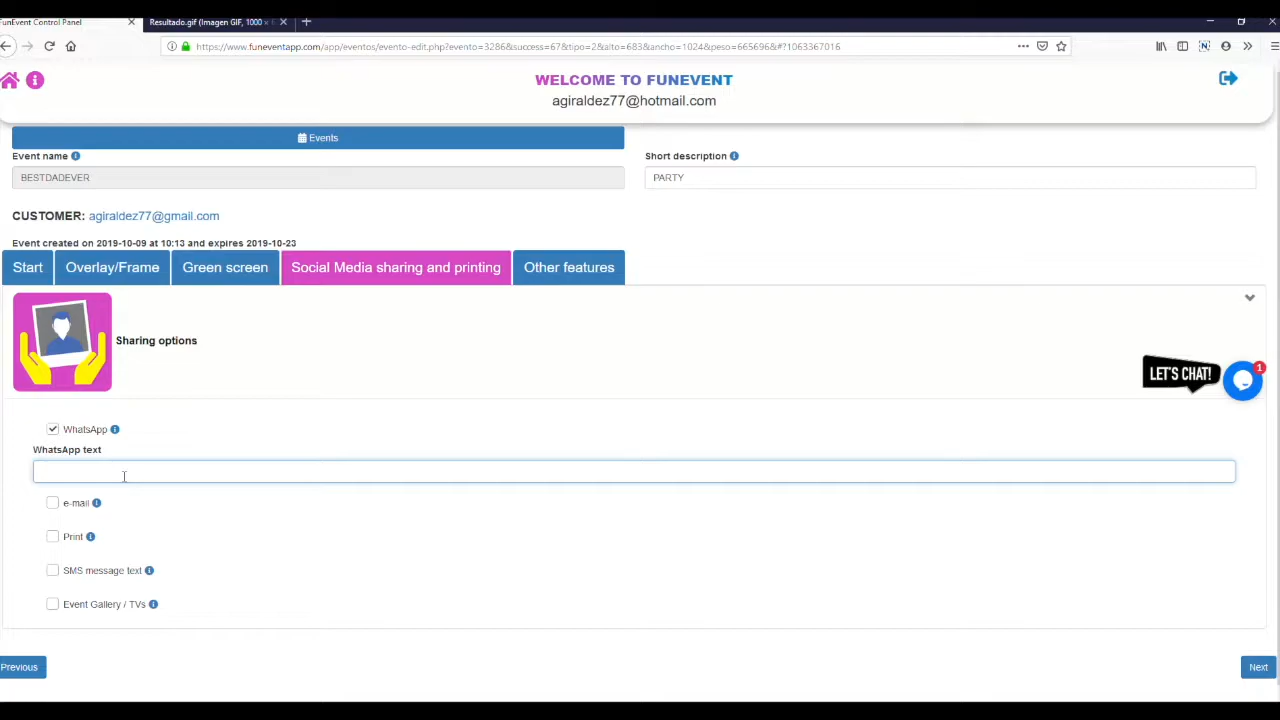 FunEvent Control Panel
Resultado.gif (Imagen GIF, 1000 ×
https://www.funeventapp.com/app/eventos/evento-edit.php?evento=3286&success=67&tipo=2&alto=683&ancho=1024&peso=665696&#?1063367016
WELCOME TO FUNEVENT
agiraldez77@hotmail.com
Events
Event name
Short description
BESTDADEVER
PARTY
CUSTOMER: agiraldez77@gmail.com
Event created on 2019-10-09 at 10:13 and expires 2019-10-23
Start
Overlay/Frame
Green screen
Social Media sharing and printing
Other features
Sharing options
LET'S CHAT!
1
WhatsApp
WhatsApp text
e-mail
Print
SMS message text
Event Gallery / TVs
Previous
Next